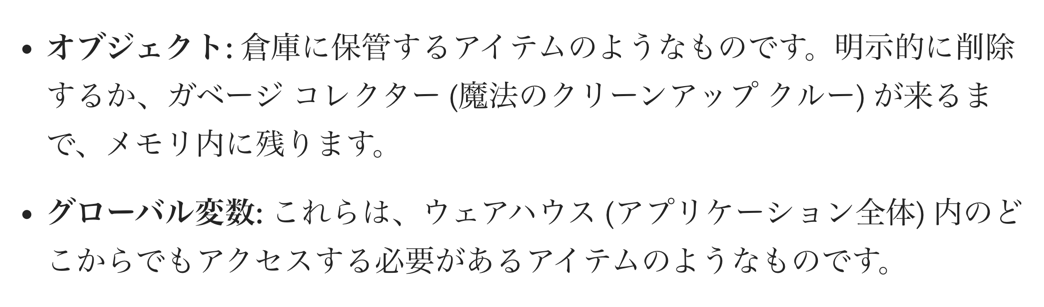 • オブジェクト: 倉庫に保管するアイテムのようなものです。明示的に削除
するか、ガベージ コレクター (魔法のクリーンアップ クルー) が来るま
で、メモリ内に残ります。
• グローバル変数: これらは、ウェアハウス (アプリケーション全体) 内のど
こからでもアクセスする必要があるアイテムのようなものです。